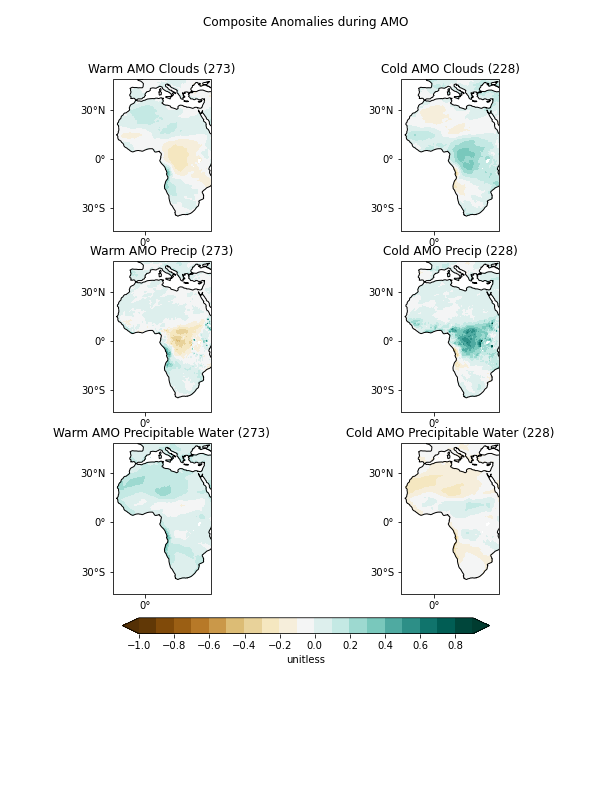 Composite Anomalies during AMO
Warm AMO Clouds (273)
Cold AMO Clouds (228)
30°N
0°
30°S
0°
30°N
0°
30°S
0°
Warm AMO Precip (273)
Cold AMO Precip (228)
30°N
0°
30°S
0°
30°N
0°
30°S
0°
Warm AMO Precipitable Water (273)
Cold AMO Precipitable Water (228)
30°N
0°
30°S
0°
30°N
0°
30°S
0°
−1.0 −0.8 −0.6 −0.4 −0.2 0.0 0.2 0.4 0.6 0.8
unitless